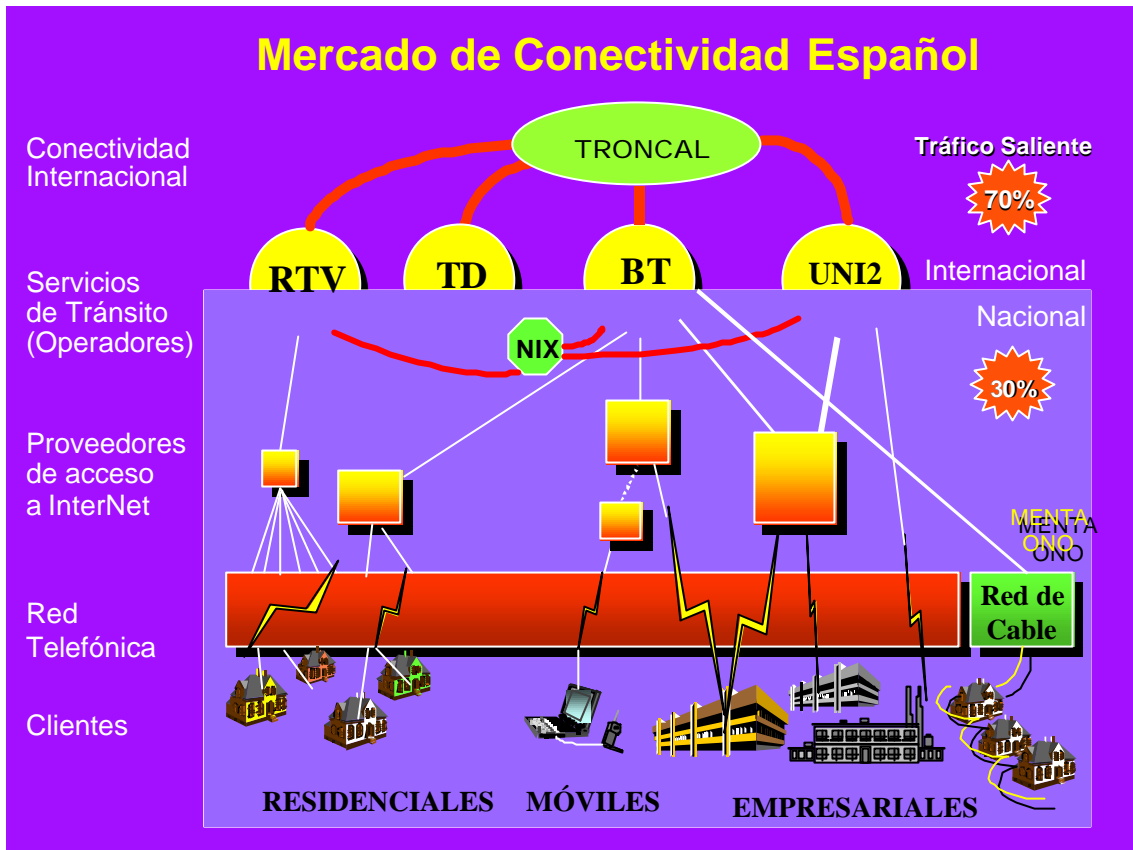 Mercado de Conectividad Español
Conectividad
Internacional
TRONCAL
Tráfico Saliente
70%
RTV
TD
BT
UNI2
Internacional
Servicios
de Tránsito
(Operadores)
Nacional
NIX
30%
Proveedores
de acceso
a InterNet
MENTA
ONO
Red
Telefónica
Red de
Cable
Clientes
RESIDENCIALES
MÓVILES
EMPRESARIALES